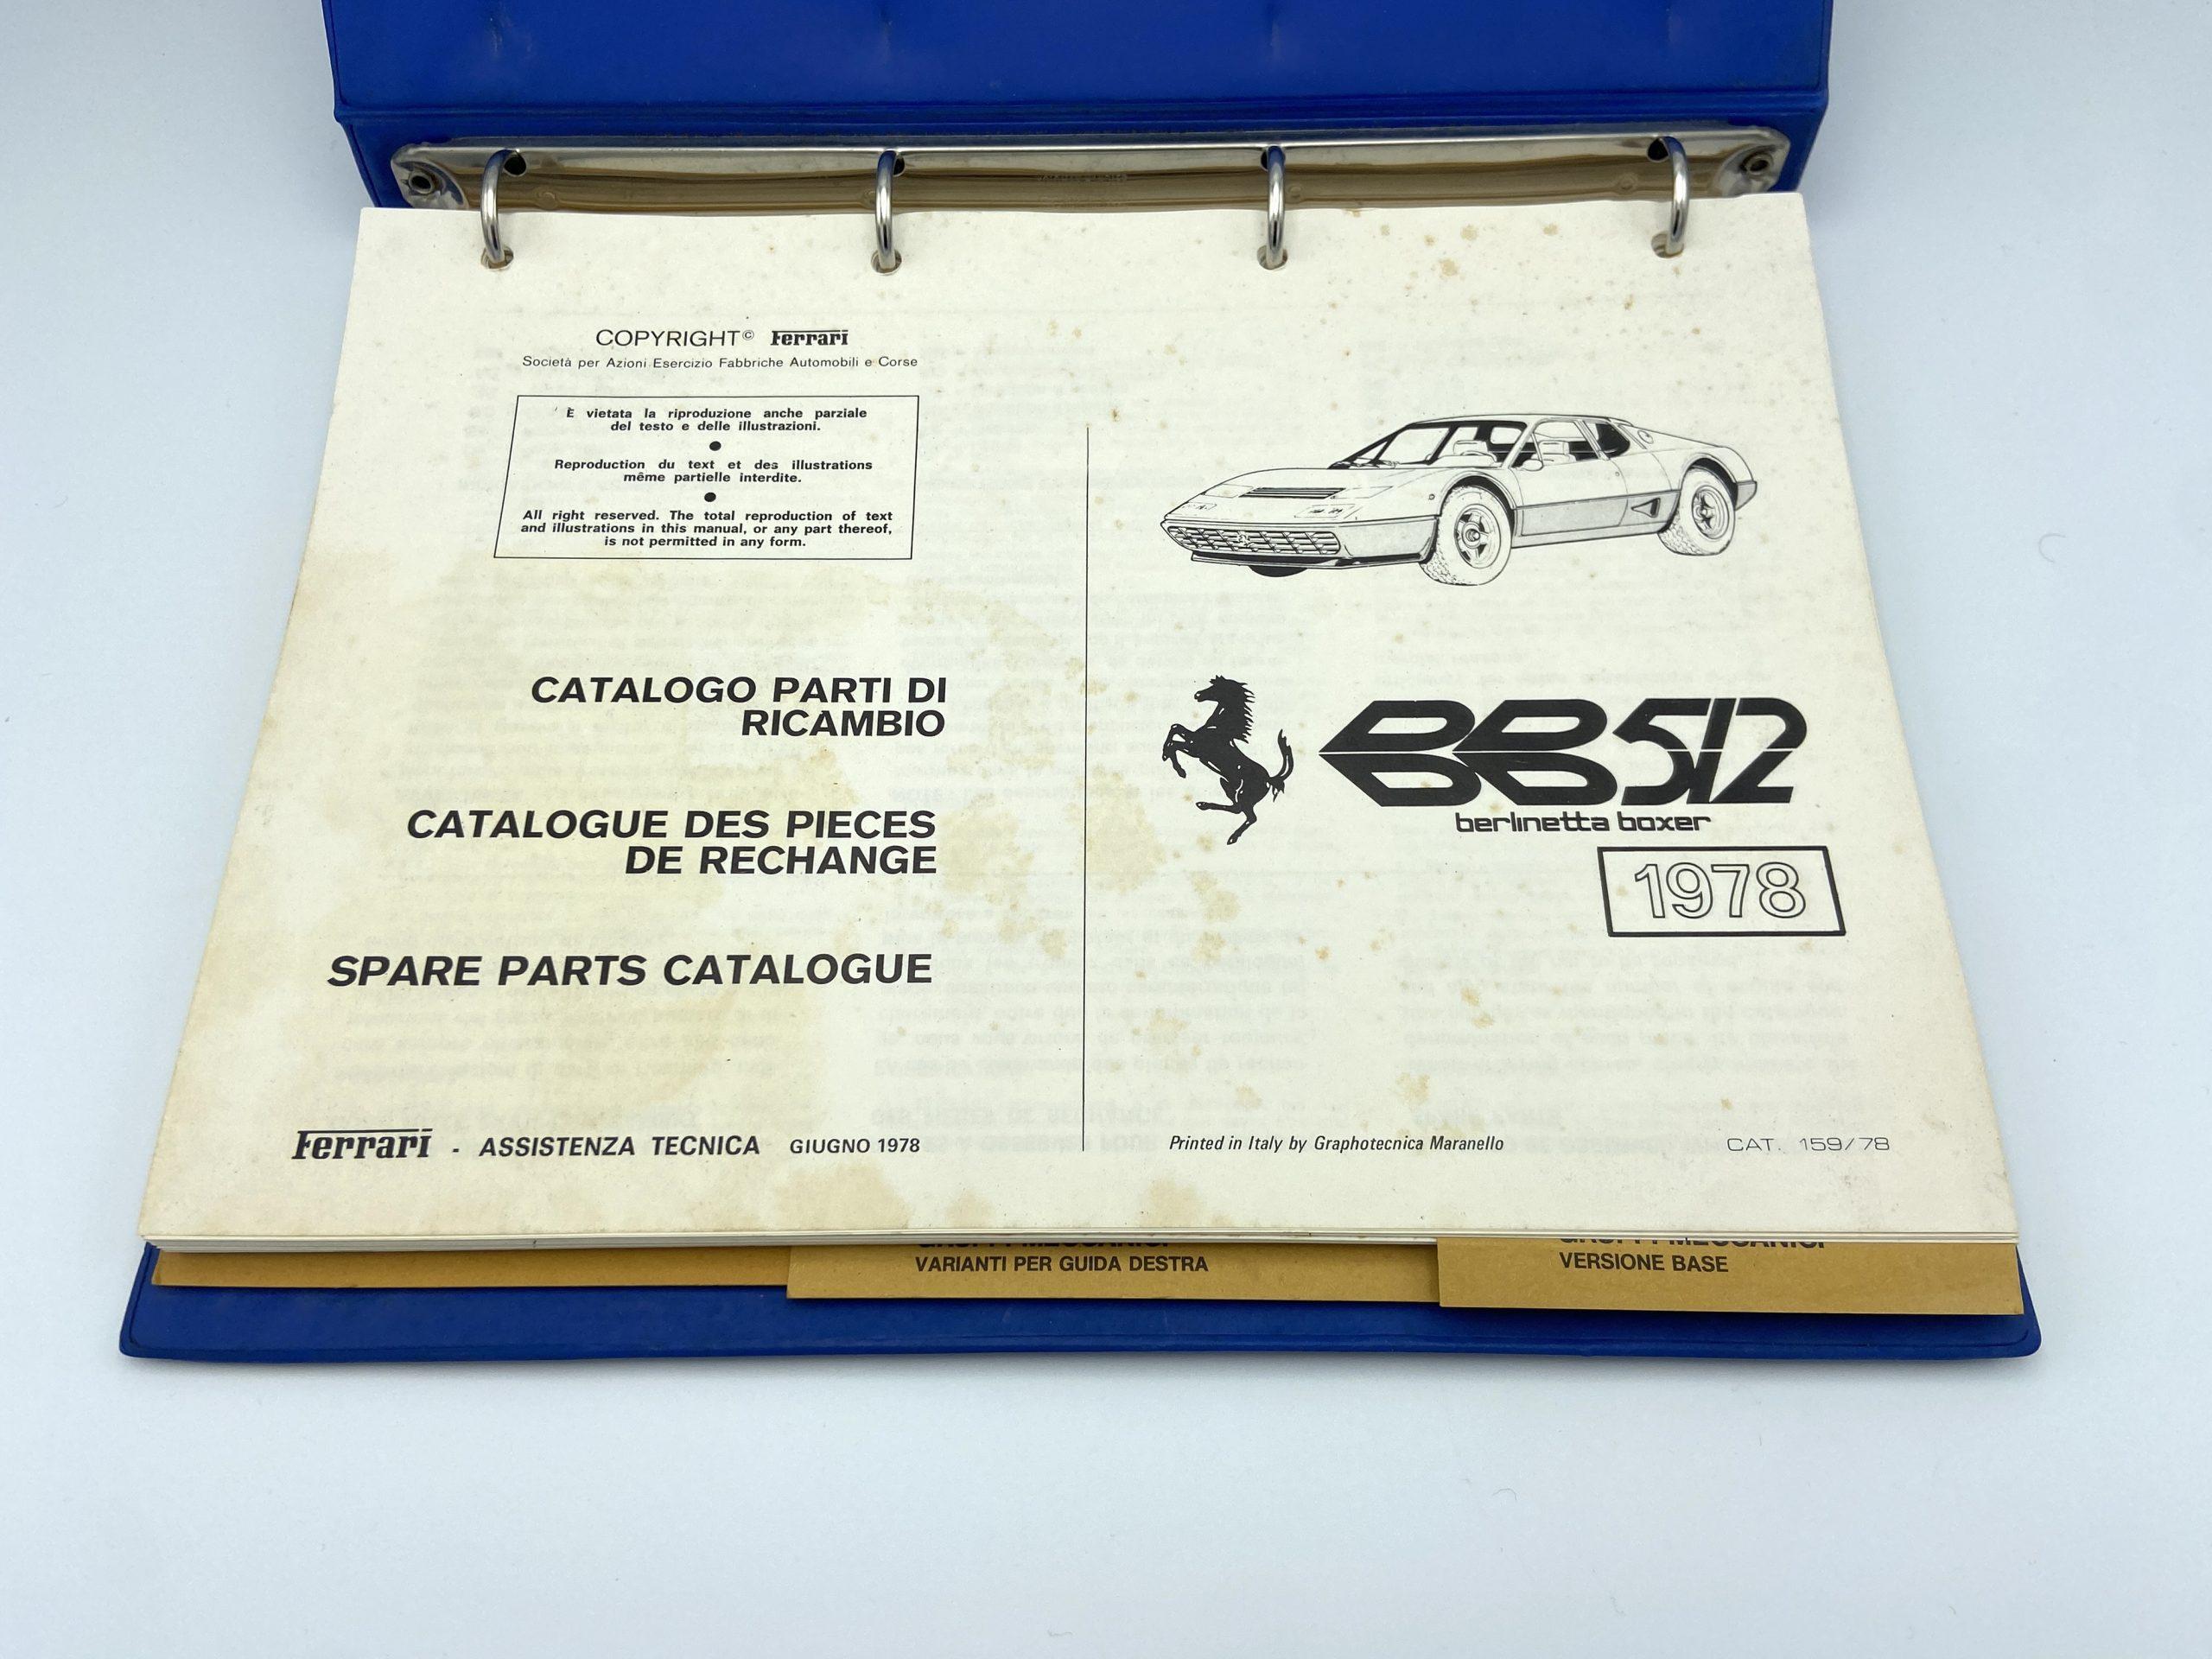 COPYRIGHT© Ferrari
Società per Azioni Esercizio Fabbriche Automobili e Corse
È vietata la riproduzione anche parziale
del testo e delle illustrazioni.
●
Reproduction du text et des illustrations
même partielle interdite.
●
All right reserved. The total reproduction of text
and illustrations in this manual, or any part thereof,
is not permitted in any form.
CATALOGO PARTI DI
RICAMBIO
CATALOGUE DES PIECES
DE RECHANGE
SPARE PARTS CATALOGUE
Ferrari - ASSISTENZA TECNICA GIUGNO 1978
BB512
berlinetta boxer
1978
Printed in Italy by Graphotecnica Maranello
CAT. 159/78
GRUPPI MECCANICI
VARIANTI PER GUIDA DESTRA
GRUPPI MECCANICI
VERSIONE BASE